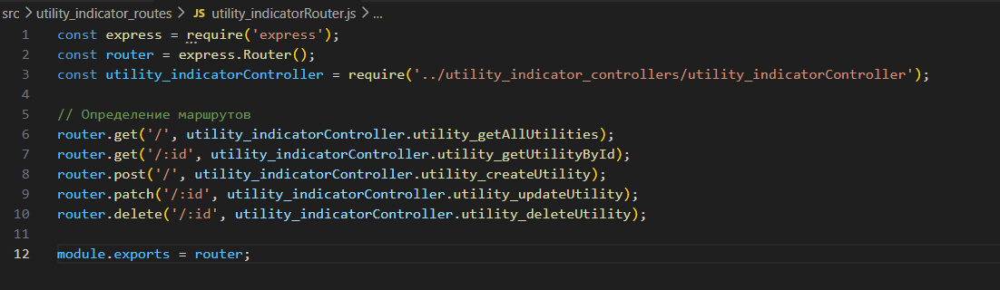 src > utility_indicator_routes > JS utility_indicatorRouter.js > ...
1 const express = require('express');
2 const router = express.Router();
3 const utility_indicatorController = require('../utility_indicator_controllers/utility_indicatorController');
4
5 // Определение маршрутов
6 router.get('/', utility_indicatorController.utility_getAllUtilities);
7 router.get('/:id', utility_indicatorController.utility_getUtilityById);
8 router.post('/', utility_indicatorController.utility_createUtility);
9 router.patch('/:id', utility_indicatorController.utility_updateUtility);
10 router.delete('/:id', utility_indicatorController.utility_deleteUtility);
11
12 module.exports = router;